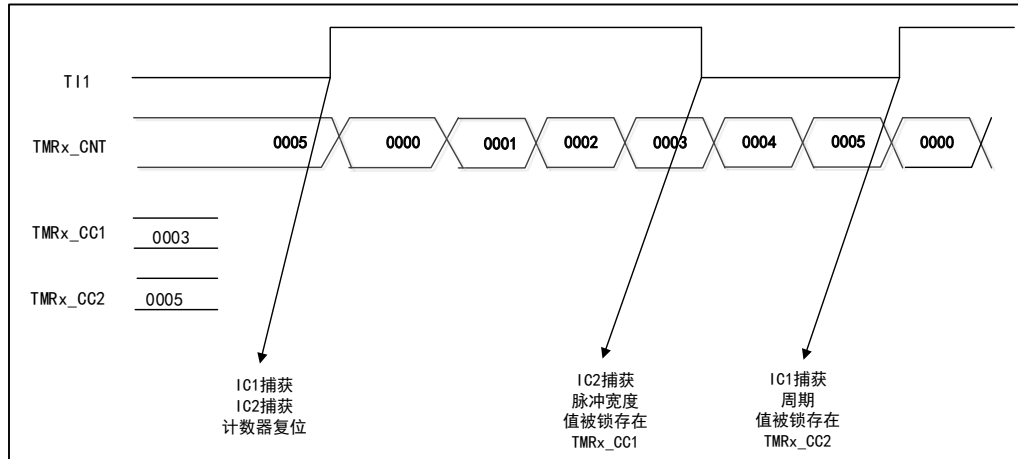 TI1
TMRx_CNT
0005 0000 0001 0002 0003 0004 0005 0000
TMRx_CC1
0003
TMRx_CC2
0005
IC1捕获
IC2捕获
计数器复位
IC2捕获
脉冲宽度
值被锁存在
TMRx_CC1
IC1捕获
周期
值被锁存在
TMRx_CC2